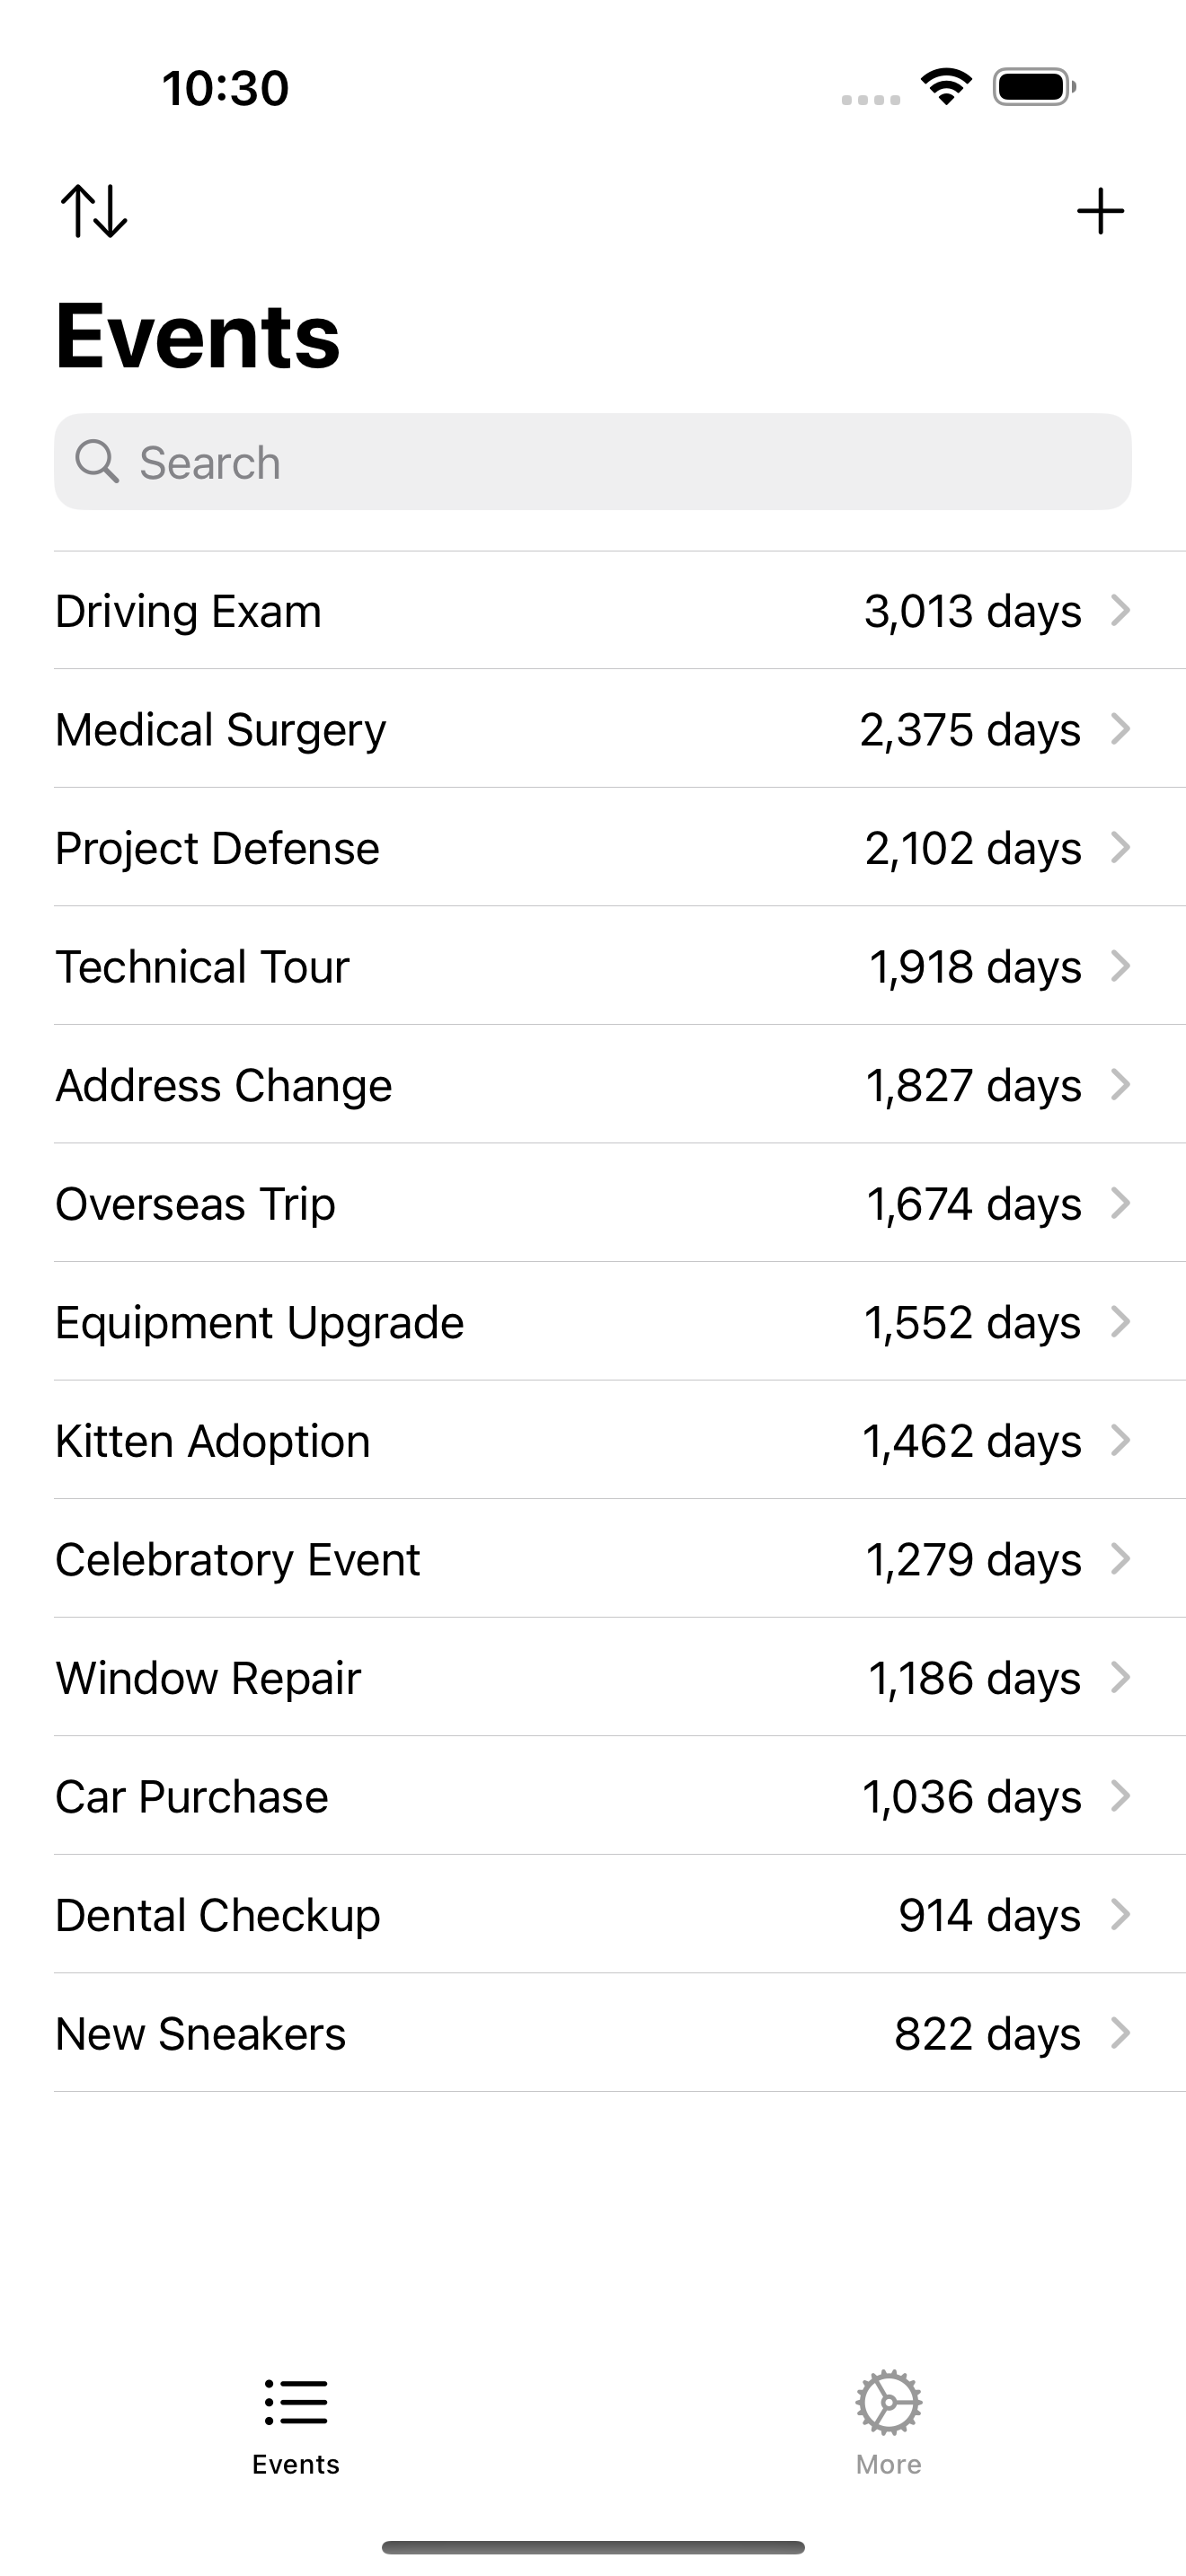 10:30
Events
Search
Driving Exam 3,013 days
Medical Surgery 2,375 days
Project Defense 2,102 days
Technical Tour 1,918 days
Address Change 1,827 days
Overseas Trip 1,674 days
Equipment Upgrade 1,552 days
Kitten Adoption 1,462 days
Celebratory Event 1,279 days
Window Repair 1,186 days
Car Purchase 1,036 days
Dental Checkup 914 days
New Sneakers 822 days
Events More